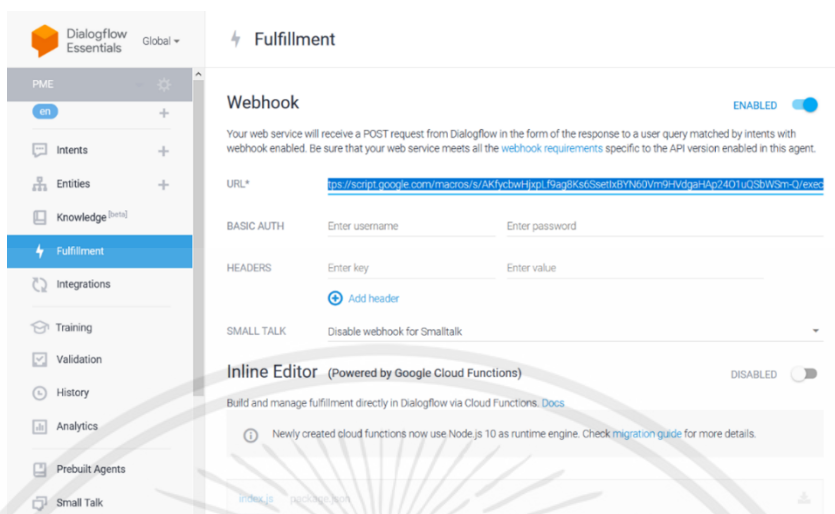 Dialogflow
Essentials
Global
Fulfillment
PME
en
Intents
Entities
Knowledge [beta]
Fulfillment
Integrations
Training
Validation
History
Analytics
Prebuilt Agents
Small Talk
Webhook
ENABLED
Your web service will receive a POST request from Dialogflow in the form of the response to a user query matched by intents with
webhook enabled. Be sure that your web service meets all the webhook requirements specific to the API version enabled in this agent.
URL*
BASIC AUTH
Enter username
Enter password
HEADERS
Enter key
Enter value
Add header
SMALL TALK
Disable webhook for Smalltalk
Inline Editor (Powered by Google Cloud Functions)
DISABLED
Build and manage fulfillment directly in Dialogflow via Cloud Functions. Docs
Newly created cloud functions now use Node.js 10 as runtime engine. Check migration guide for more details.
index.js
package.json